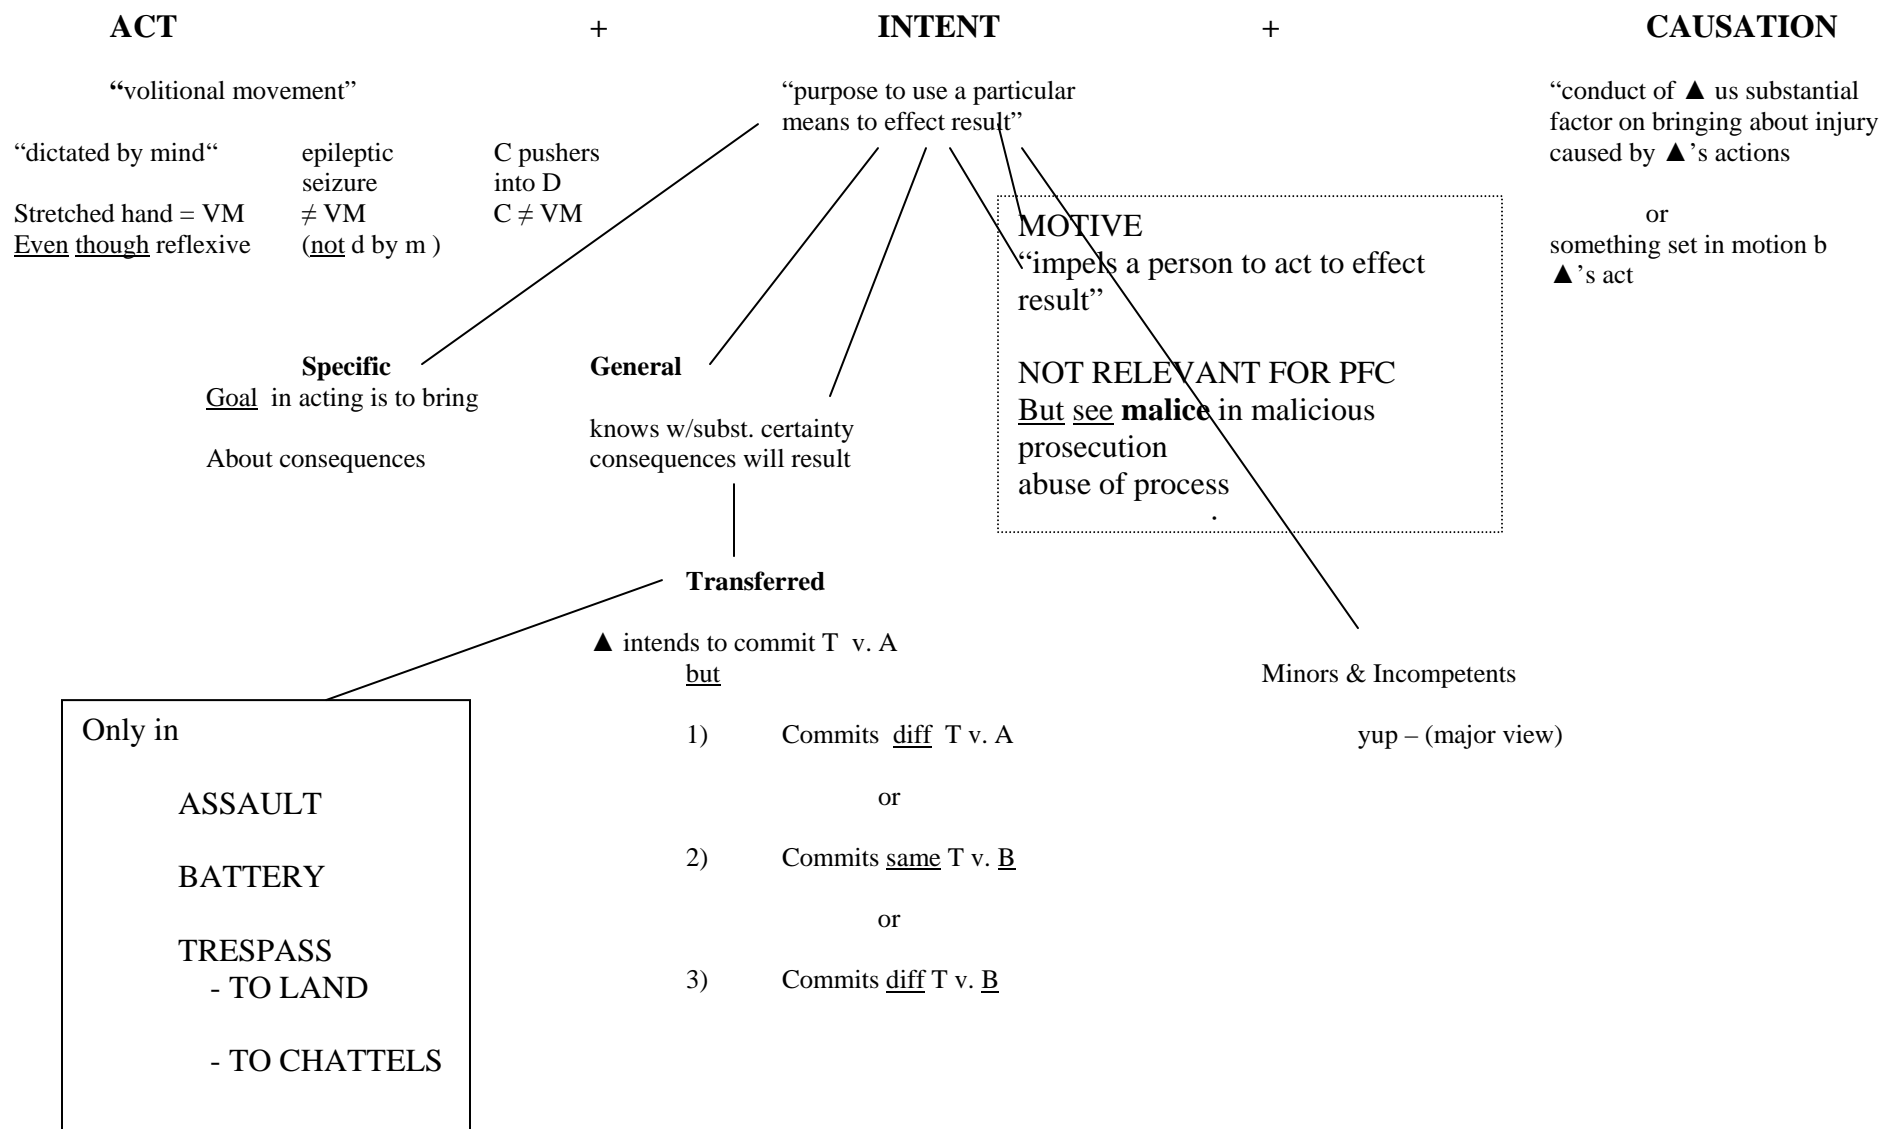 ACT + INTENT + CAUSATION
“volitional movement”
“dictated by mind“
Stretched hand = VM
Even though reflexive
epileptic
seizure
≠ VM
(not d by m )
C pushers
into D
C ≠ VM
“purpose to use a particular
means to effect result”
“conduct of ▲ us substantial
factor on bringing about injury
caused by ▲’s actions
or
something set in motion b
▲’s act
MOTIVE
“impels a person to act to effect
result”
NOT RELEVANT FOR PFC
But see malice in malicious
prosecution
abuse of process
.
Specific
Goal in acting is to bring
About consequences
General
knows w/subst. certainty
consequences will result
Transferred
▲ intends to commit T v. A
but
1) Commits diff T v. A
or
2) Commits same T v. B
or
3) Commits diff T v. B
Minors & Incompetents
yup – (major view)
Only in
ASSAULT
BATTERY
TRESPASS
- TO LAND
- TO CHATTELS